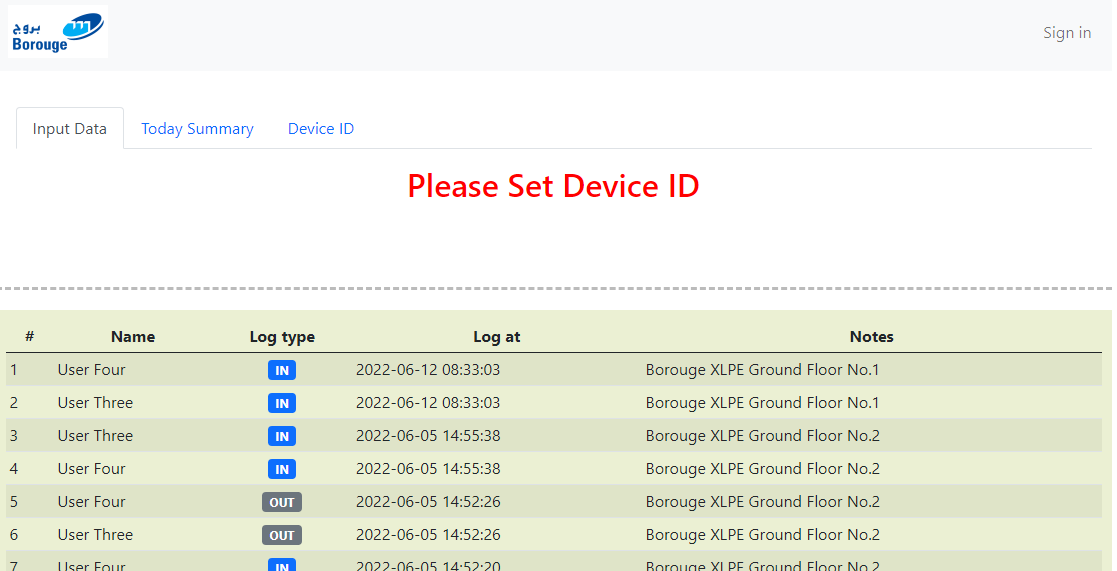 بروج
Borouge
Sign in
Input Data Today Summary Device ID
Please Set Device ID
# Name Log type Log at Notes
1 User Four IN 2022-06-12 08:33:03 Borouge XLPE Ground Floor No.1
2 User Three IN 2022-06-12 08:33:03 Borouge XLPE Ground Floor No.1
3 User Three IN 2022-06-05 14:55:38 Borouge XLPE Ground Floor No.2
4 User Four IN 2022-06-05 14:55:38 Borouge XLPE Ground Floor No.2
5 User Four OUT 2022-06-05 14:52:26 Borouge XLPE Ground Floor No.2
6 User Three OUT 2022-06-05 14:52:26 Borouge XLPE Ground Floor No.2
7 User Four IN 2022-06-05 14:52:20 Borouge XLPE Ground Floor No.2